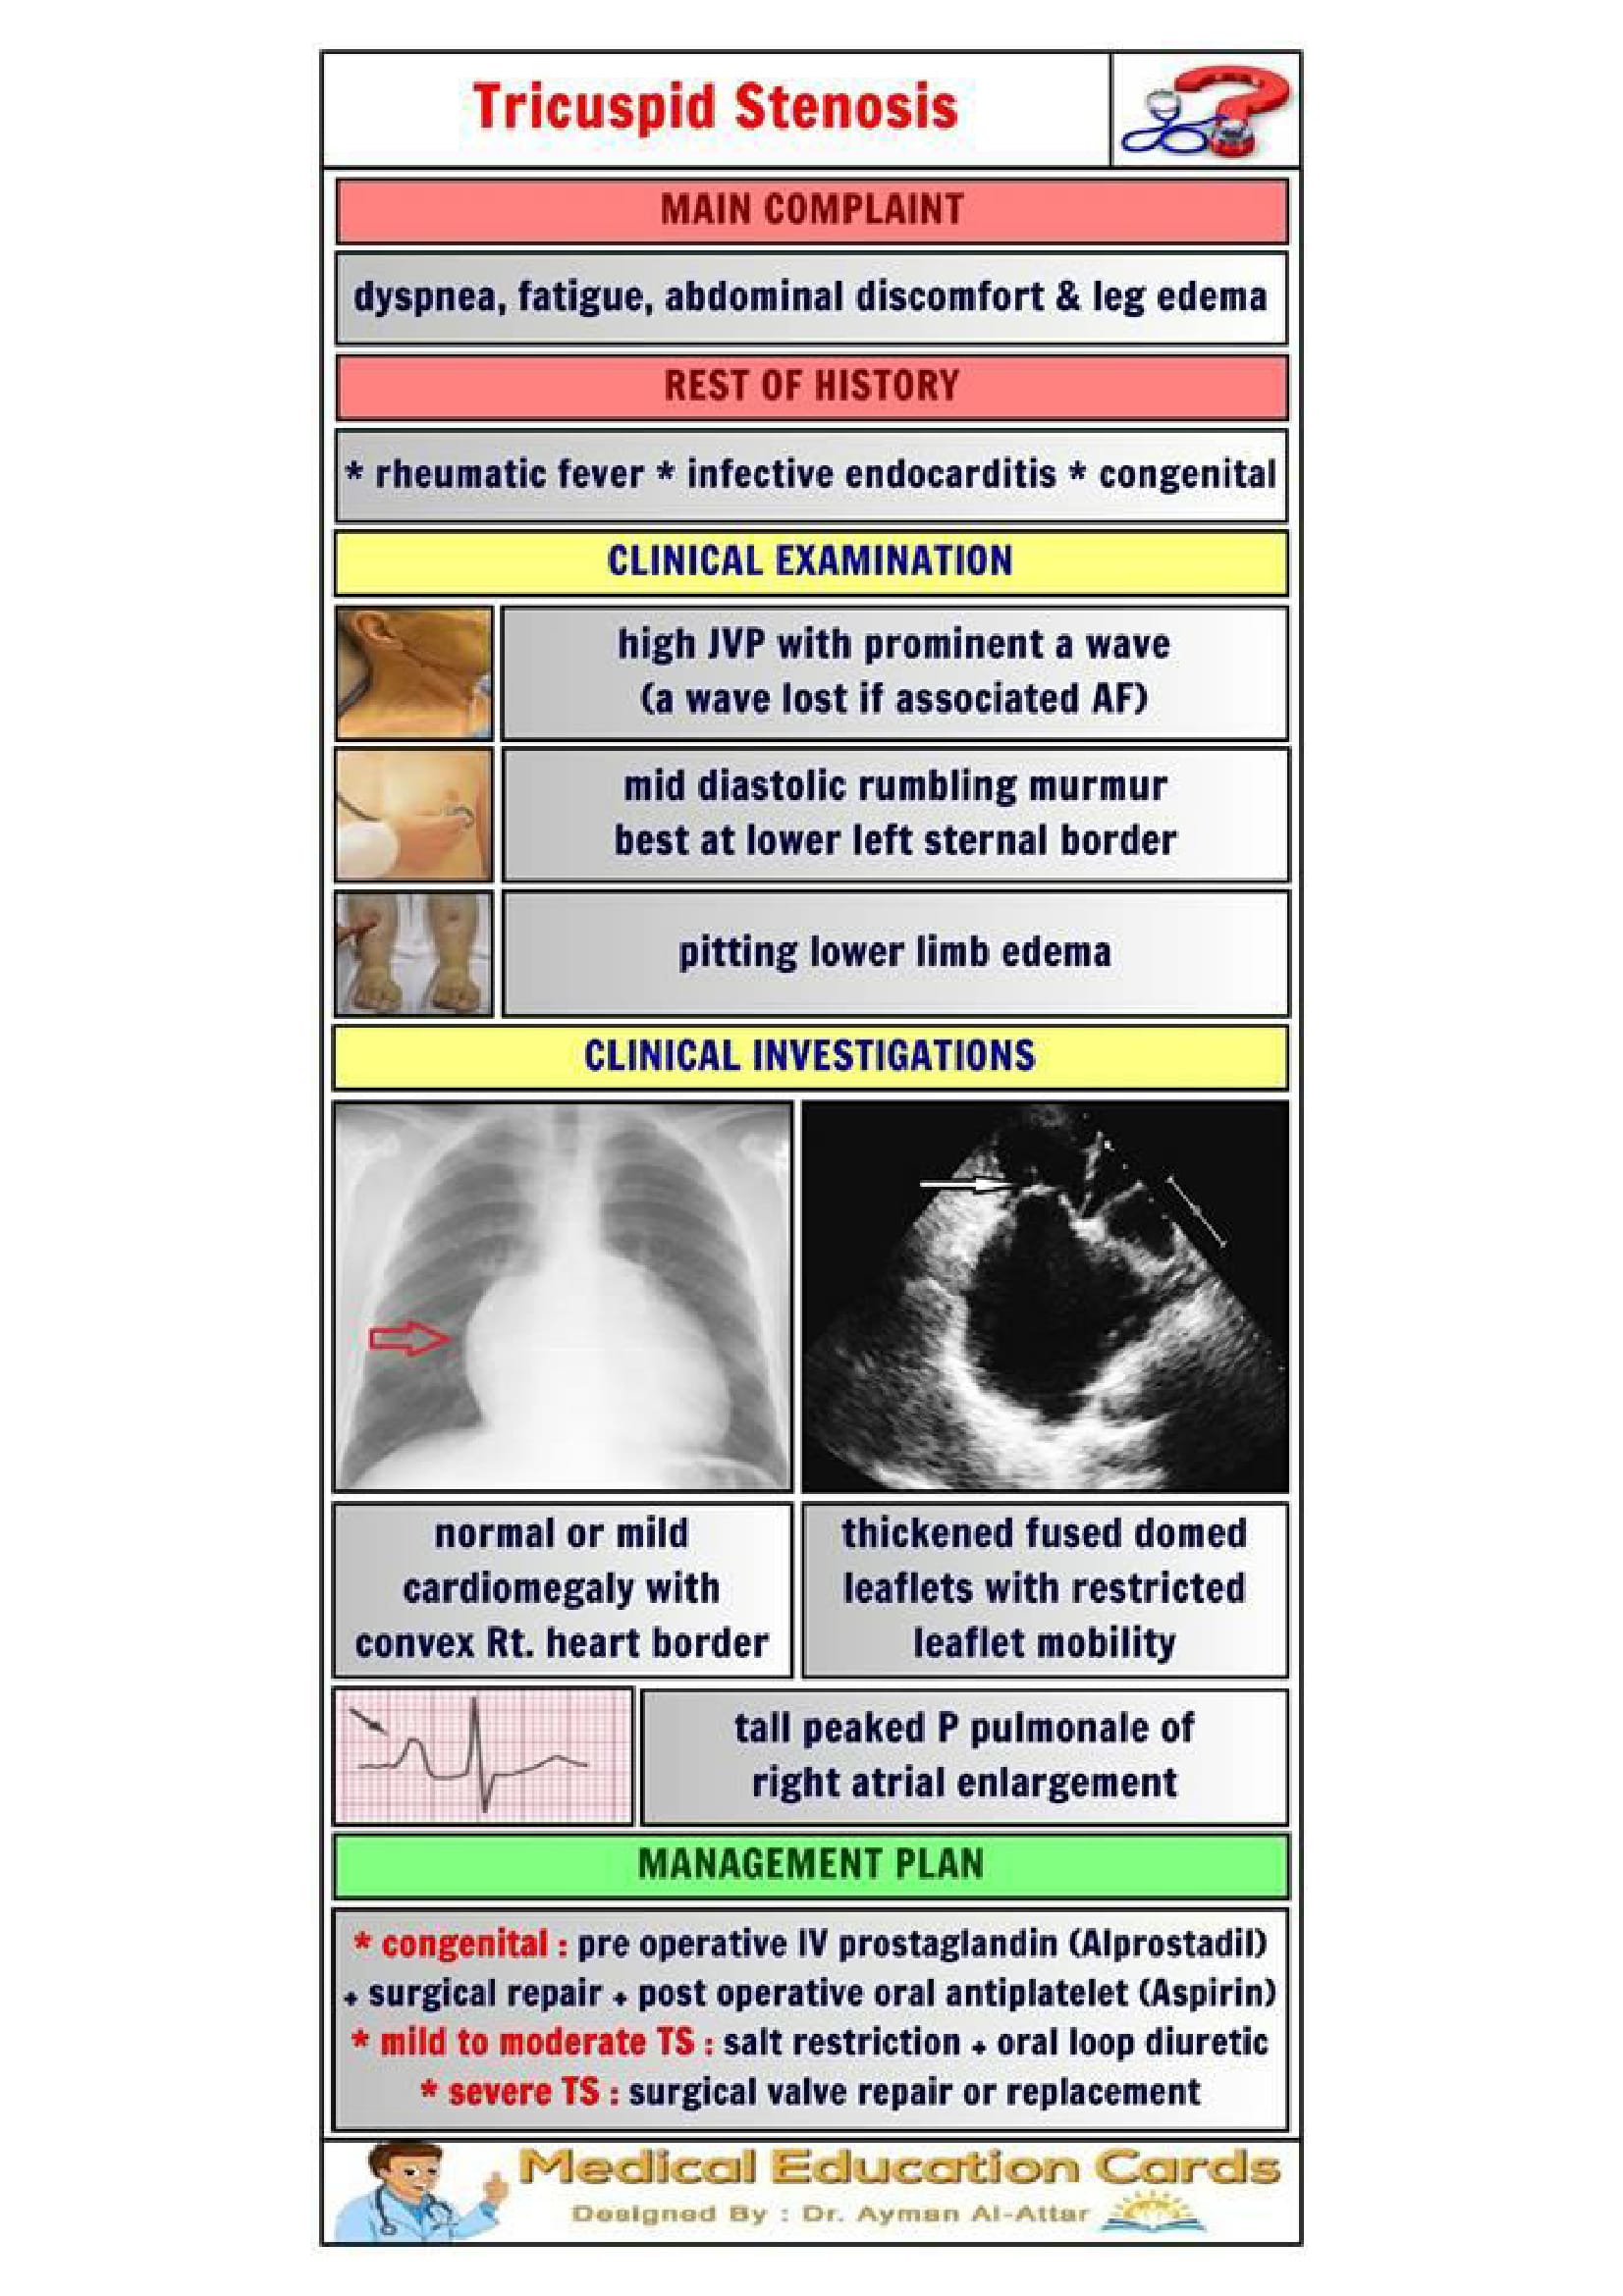 Tricuspid Stenosis
MAIN COMPLAINT
dyspnea, fatigue, abdominal discomfort & leg edema
REST OF HISTORY
* rheumatic fever * infective endocarditis * congenital
CLINICAL EXAMINATION
high JVP with prominent a wave
(a wave lost if associated AF)
mid diastolic rumbling murmur
best at lower left sternal border
pitting lower limb edema
CLINICAL INVESTIGATIONS
normal or mild
cardiomegaly with
convex Rt. heart border
thickened fused domed
leaflets with restricted
leaflet mobility
tall peaked P pulmonale of
right atrial enlargement
MANAGEMENT PLAN
* congenital : pre operative IV prostaglandin (Alprostadil)
+ surgical repair + post operative oral antiplatelet (Aspirin)
* mild to moderate TS : salt restriction + oral loop diuretic
* severe TS : surgical valve repair or replacement
Medical Education Cards
Designed By : Dr. Ayman Al-Attar